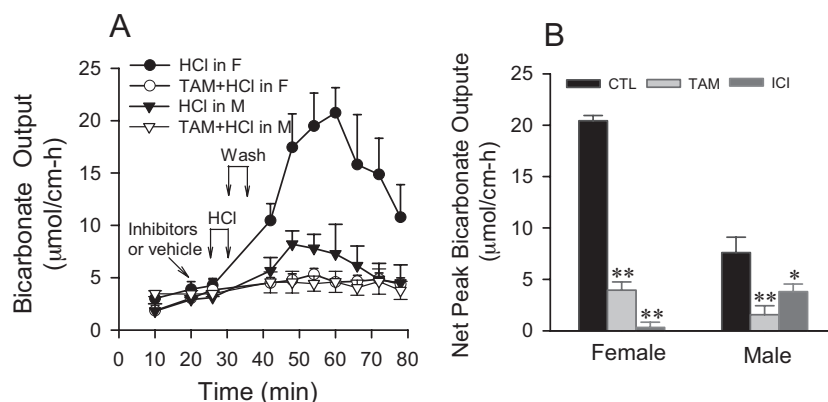 A
HCl in F
TAM+HCl in F
HCl in M
TAM+HCl in M
Wash
HCl
Inhibitors
or vehicle
Bicarbonate Output
(μmol/cm-h)
25
20
15
10
5
0
0 10 20 30 40 50 60 70 80
Time (min)
B
CTL TAM ICI
Net Peak Bicarbonate Outpute
(μmol/cm-h)
25
20
15
10
5
0
**
**
**
*
Female Male